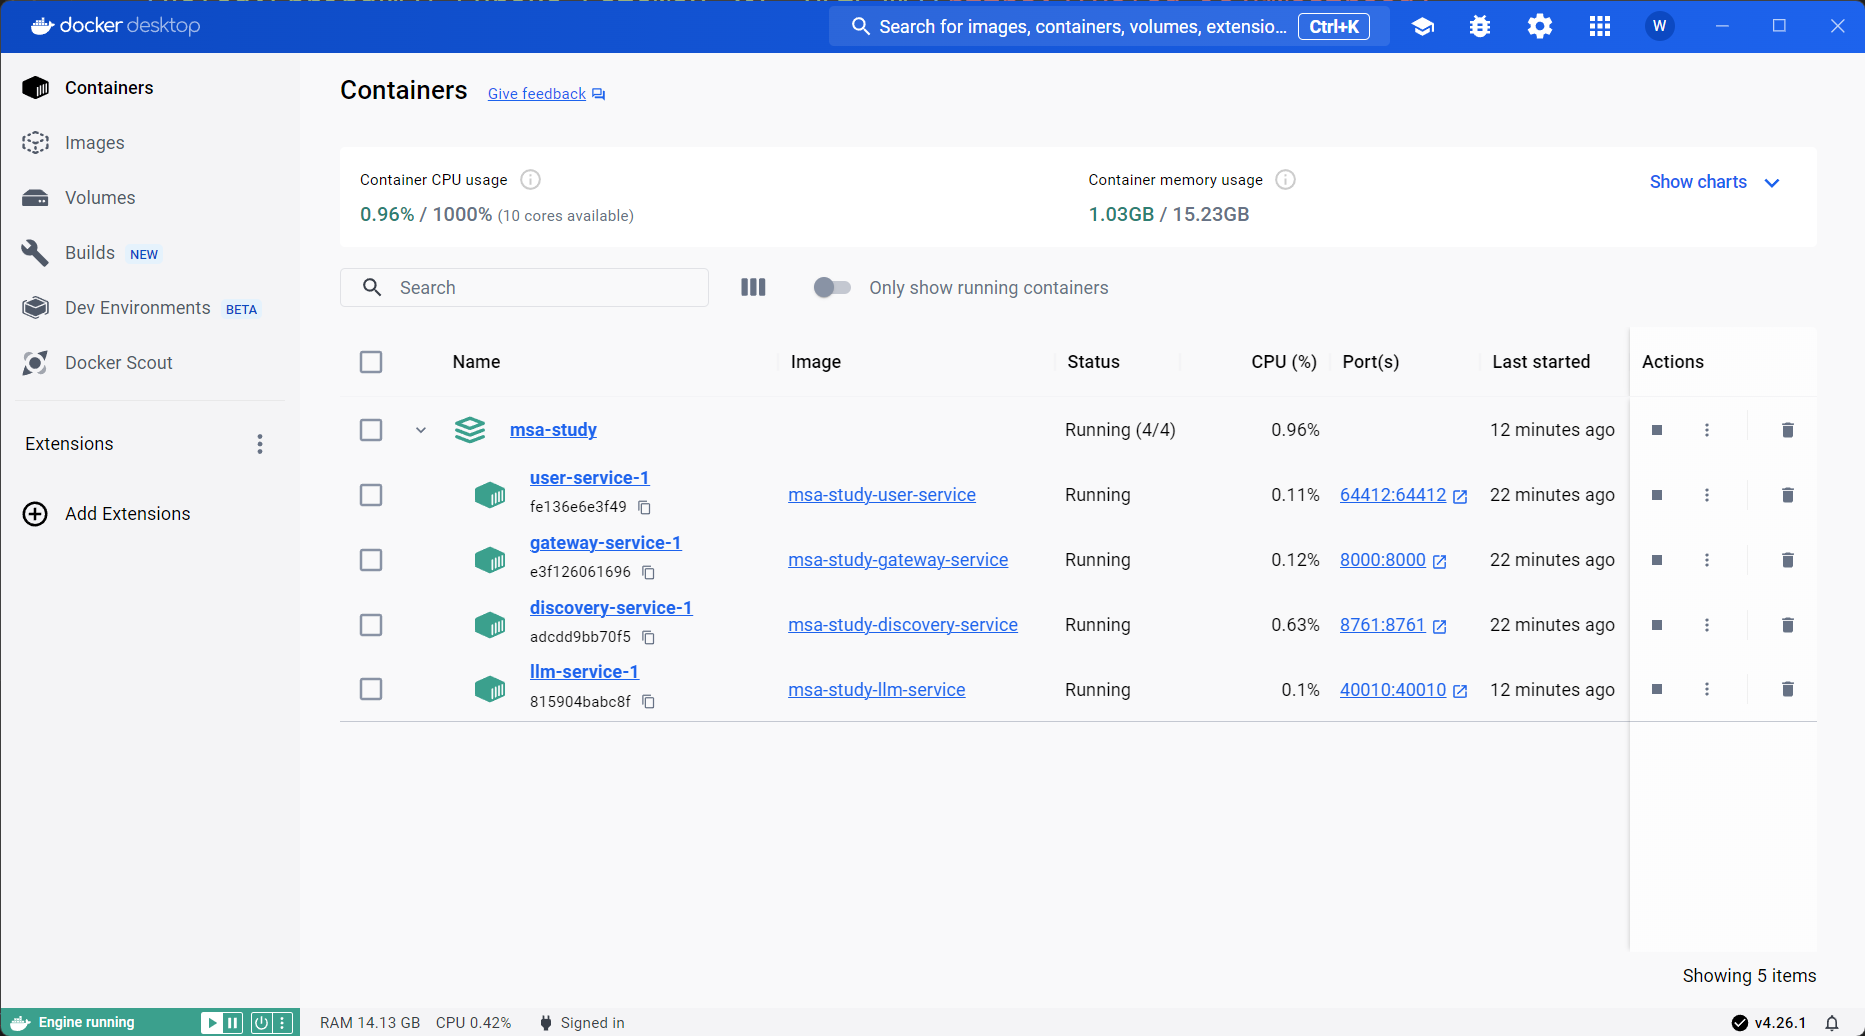 docker desktop
Search for images, containers, volumes, extensio... Ctrl+K
W
Containers
Images
Volumes
Builds NEW
Dev Environments BETA
Docker Scout
Extensions
Add Extensions
Containers Give feedback
Container CPU usage
0.96% / 1000% (10 cores available)
Container memory usage
1.03GB / 15.23GB
Show charts
Search
Only show running containers
Name Image Status CPU (%) Port(s) Last started Actions
msa-study Running (4/4) 0.96% 12 minutes ago
user-service-1
fe136e6e3f49
msa-study-user-service Running 0.11% 64412:64412 22 minutes ago
gateway-service-1
e3f126061696
msa-study-gateway-service Running 0.12% 8000:8000 22 minutes ago
discovery-service-1
adcdd9bb70f5
msa-study-discovery-service Running 0.63% 8761:8761 22 minutes ago
llm-service-1
815904babc8f
msa-study-llm-service Running 0.1% 40010:40010 12 minutes ago
Showing 5 items
Engine running
RAM 14.13 GB CPU 0.42% Signed in
v4.26.1